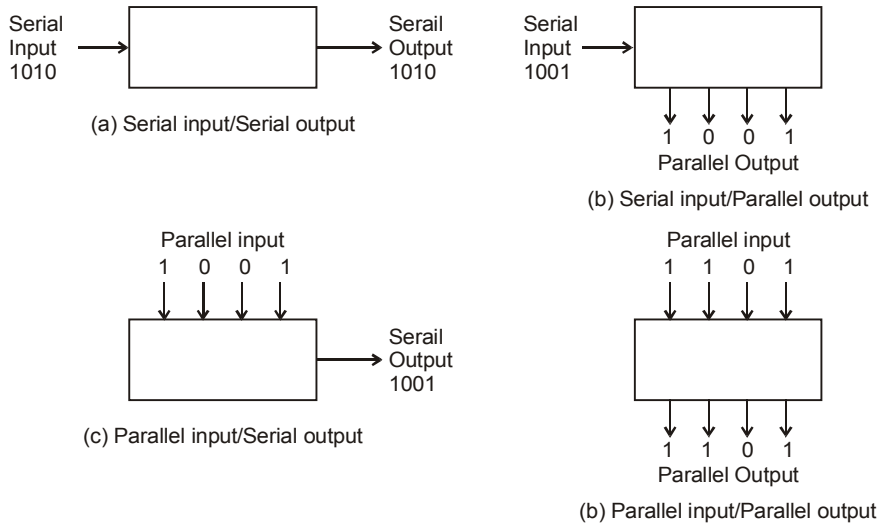 Serial
Input
1010
Serail
Output
1010
(a) Serial input/Serial output
Serial
Input
1001
1 0 0 1
Parallel Output
(b) Serial input/Parallel output
Parallel input
1 0 0 1
Serail
Output
1001
(c) Parallel input/Serial output
Parallel input
1 1 0 1
1 1 0 1
Parallel Output
(b) Parallel input/Parallel output